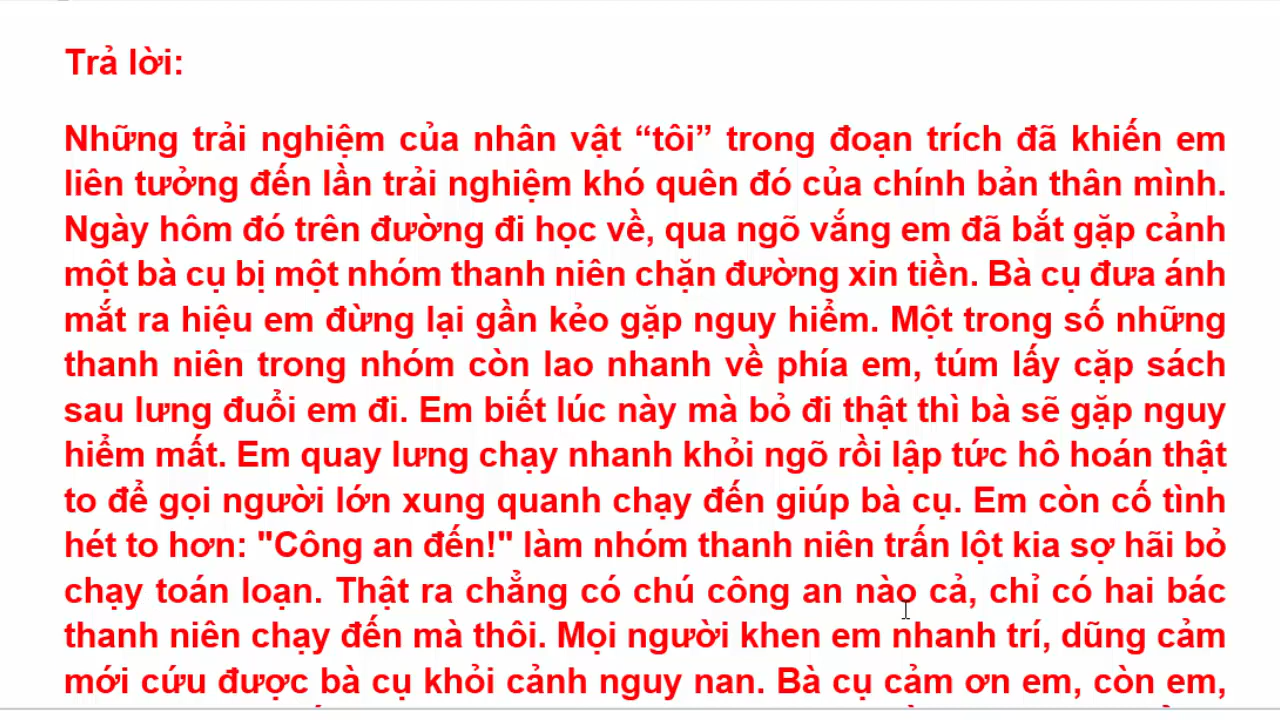 Trả lời:
Những trải nghiệm của nhân vật “tôi” trong đoạn trích đã khiến em
liên tưởng đến lần trải nghiệm khó quên đó của chính bản thân mình.
Ngày hôm đó trên đường đi học về, qua ngõ vắng em đã bắt gặp cảnh
một bà cụ bị một nhóm thanh niên chặn đường xin tiền. Bà cụ đưa ánh
mắt ra hiệu em đừng lại gần kẻo gặp nguy hiểm. Một trong số những
thanh niên trong nhóm còn lao nhanh về phía em, túm lấy cặp sách
sau lưng đuổi em đi. Em biết lúc này mà bỏ đi thật thì bà sẽ gặp nguy
hiểm mất. Em quay lưng chạy nhanh khỏi ngõ rồi lập tức hô hoán thật
to để gọi người lớn xung quanh chạy đến giúp bà cụ. Em còn cố tình
hét to hơn: "Công an đến!" làm nhóm thanh niên trấn lột kia sợ hãi bỏ
chạy toán loạn. Thật ra chẳng có chú công an nào cả, chỉ có hai bác
thanh niên chạy đến mà thôi. Mọi người khen em nhanh trí, dũng cảm
mới cứu được bà cụ khỏi cảnh nguy nan. Bà cụ cảm ơn em, còn em,